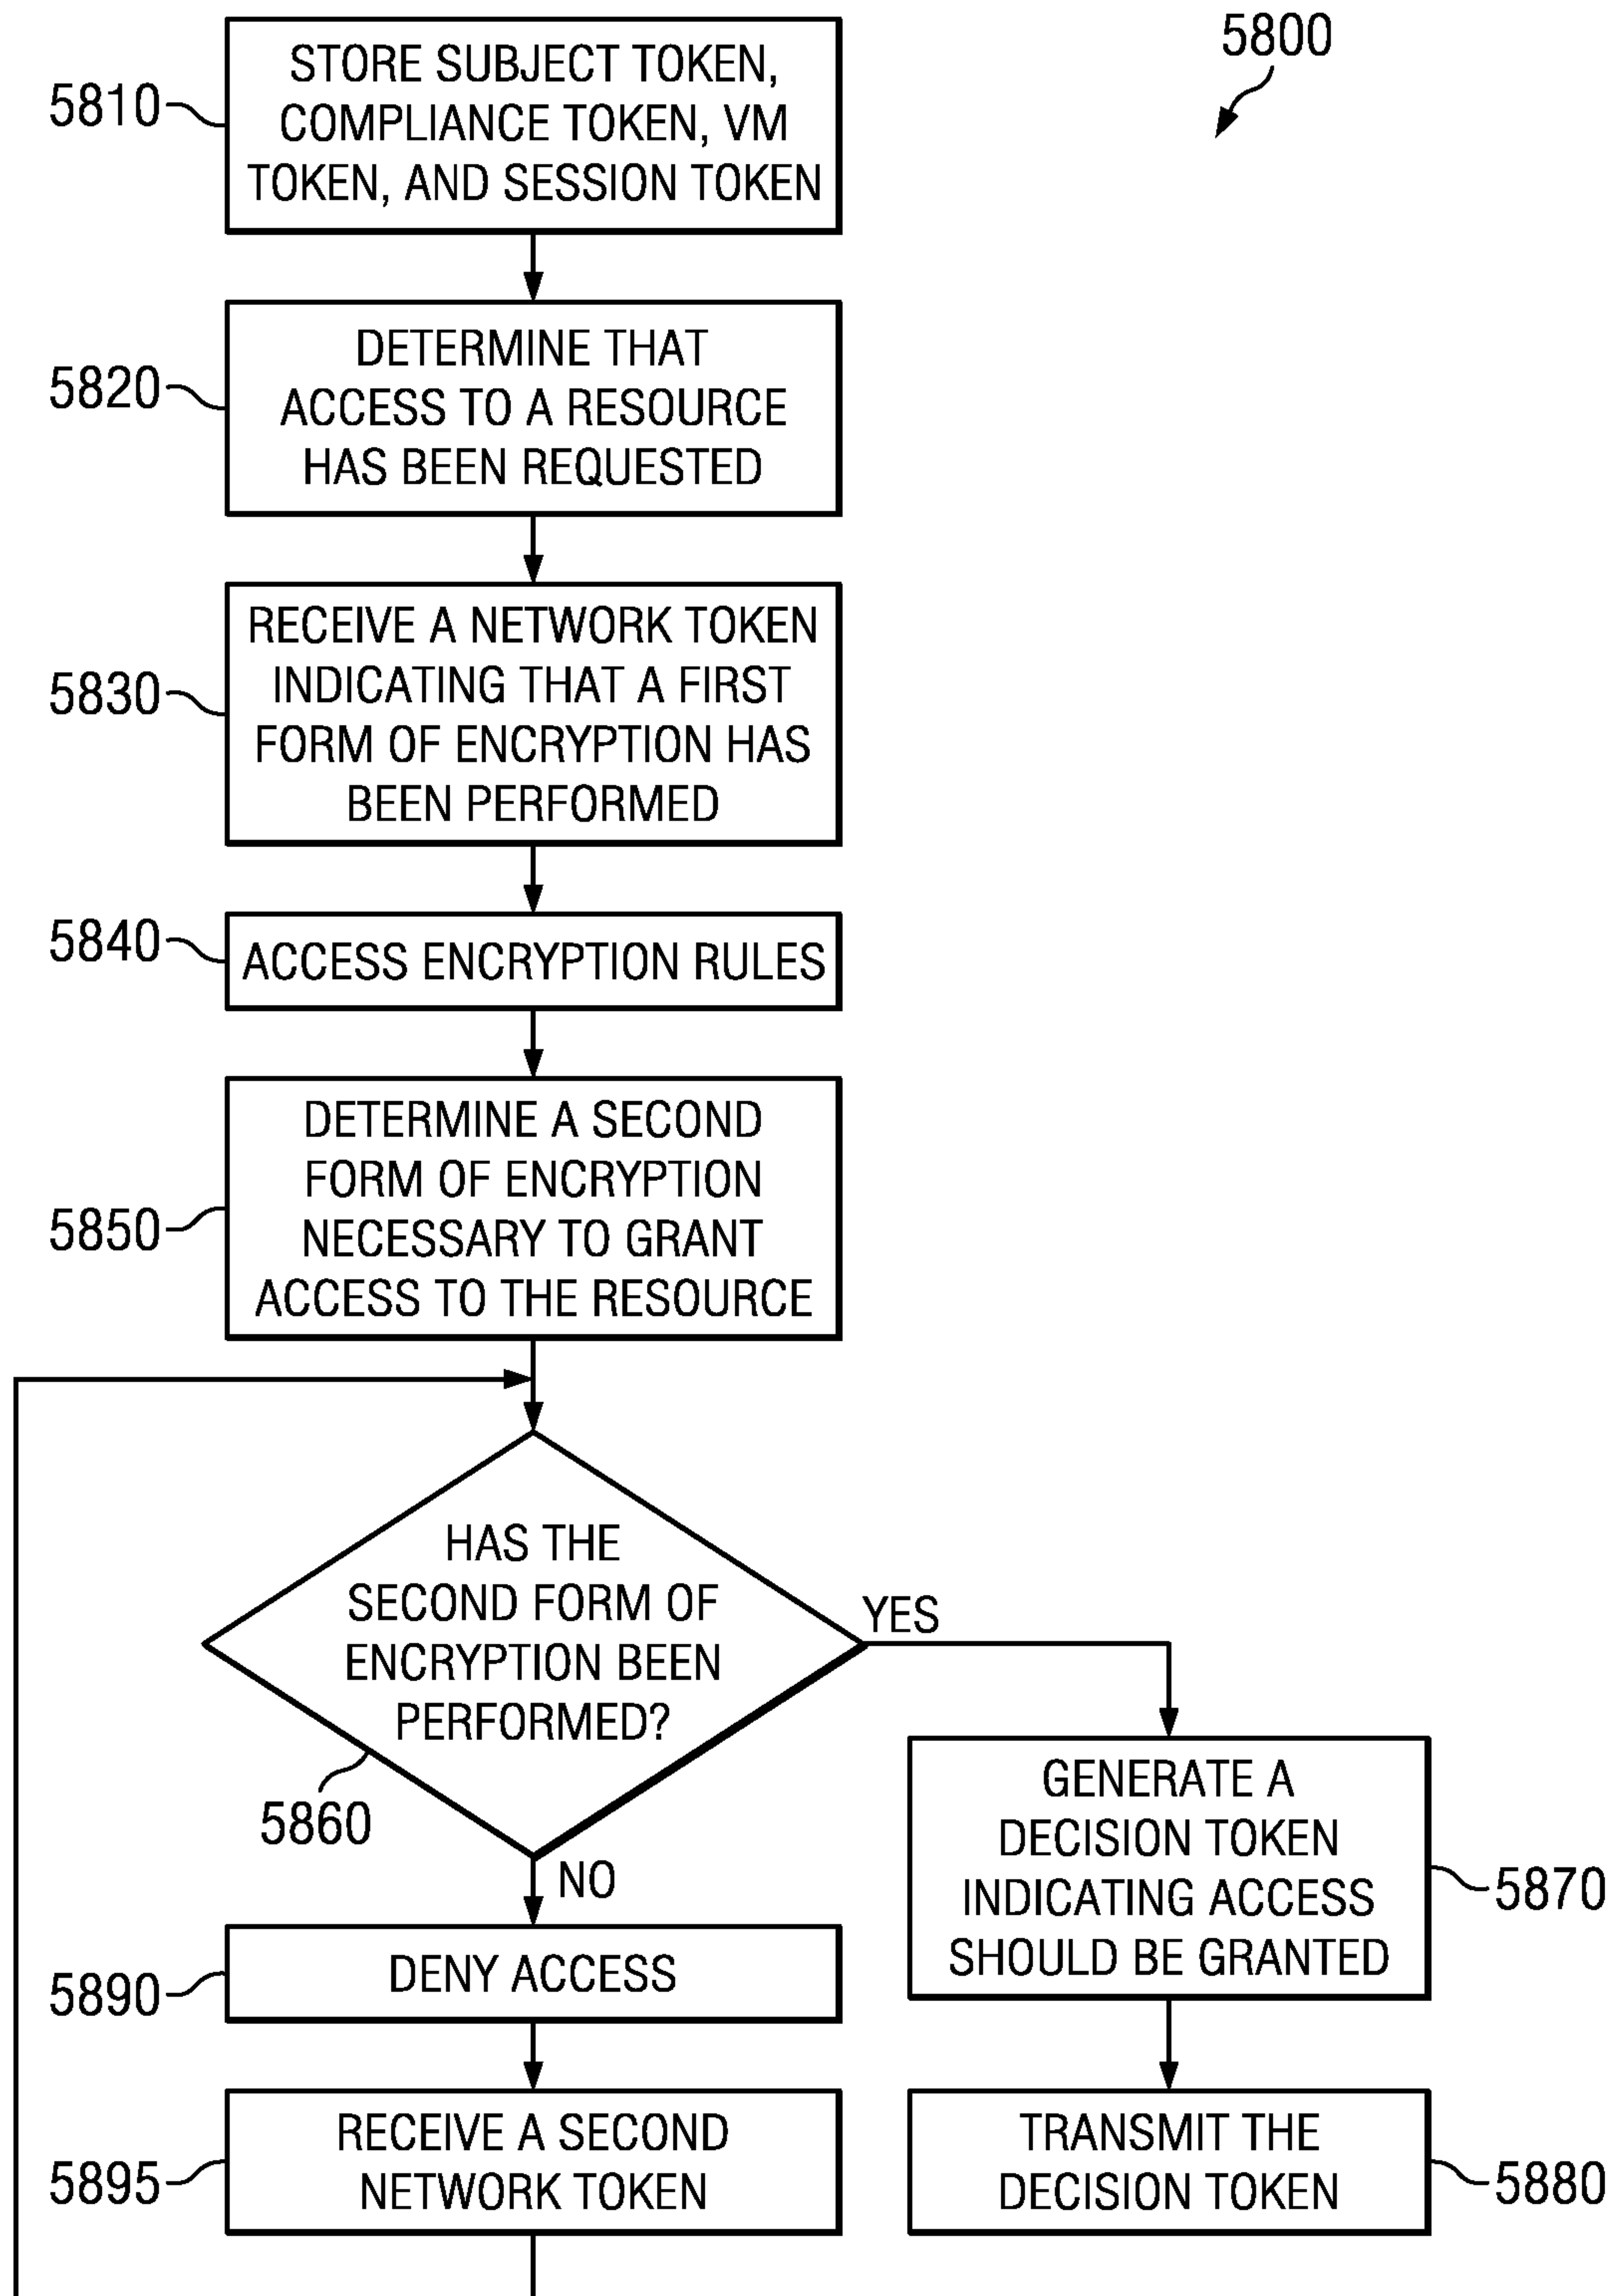 5800
5810
STORE SUBJECT TOKEN,
COMPLIANCE TOKEN, VM
TOKEN, AND SESSION TOKEN
5820
DETERMINE THAT
ACCESS TO A RESOURCE
HAS BEEN REQUESTED
5830
RECEIVE A NETWORK TOKEN
INDICATING THAT A FIRST
FORM OF ENCRYPTION HAS
BEEN PERFORMED
5840
ACCESS ENCRYPTION RULES
5850
DETERMINE A SECOND
FORM OF ENCRYPTION
NECESSARY TO GRANT
ACCESS TO THE RESOURCE
HAS THE
SECOND FORM OF
ENCRYPTION BEEN
PERFORMED?
5860
YES
NO
GENERATE A
DECISION TOKEN
INDICATING ACCESS
SHOULD BE GRANTED
5870
5890
DENY ACCESS
5895
RECEIVE A SECOND
NETWORK TOKEN
TRANSMIT THE
DECISION TOKEN
5880